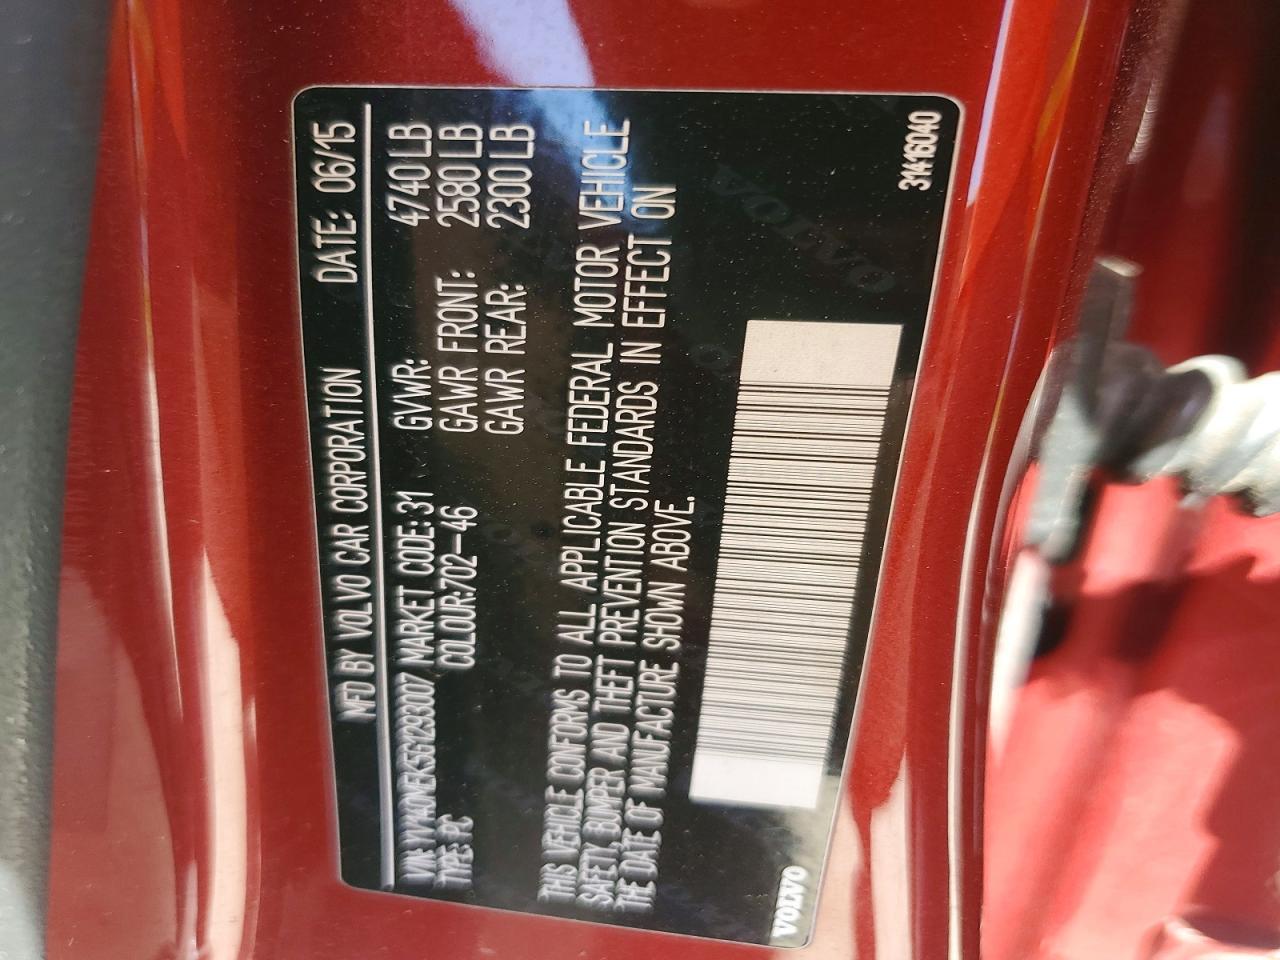 MFD BY VOLVO CAR CORPORATION DATE: 06/15
VIN: YV140MEK5G1293007 MARKET CODE: 31 GVWR: 4740 LB
TYPE: PC COLOUR: 702-46 GAWR FRONT: 2580 LB
GAWR REAR: 2300 LB
THIS VEHICLE CONFORMS TO ALL APPLICABLE FEDERAL MOTOR VEHICLE
SAFETY, BUMPER AND THEFT PREVENTION STANDARDS IN EFFECT ON
THE DATE OF MANUFACTURE SHOWN ABOVE.
VOLVO 31416040